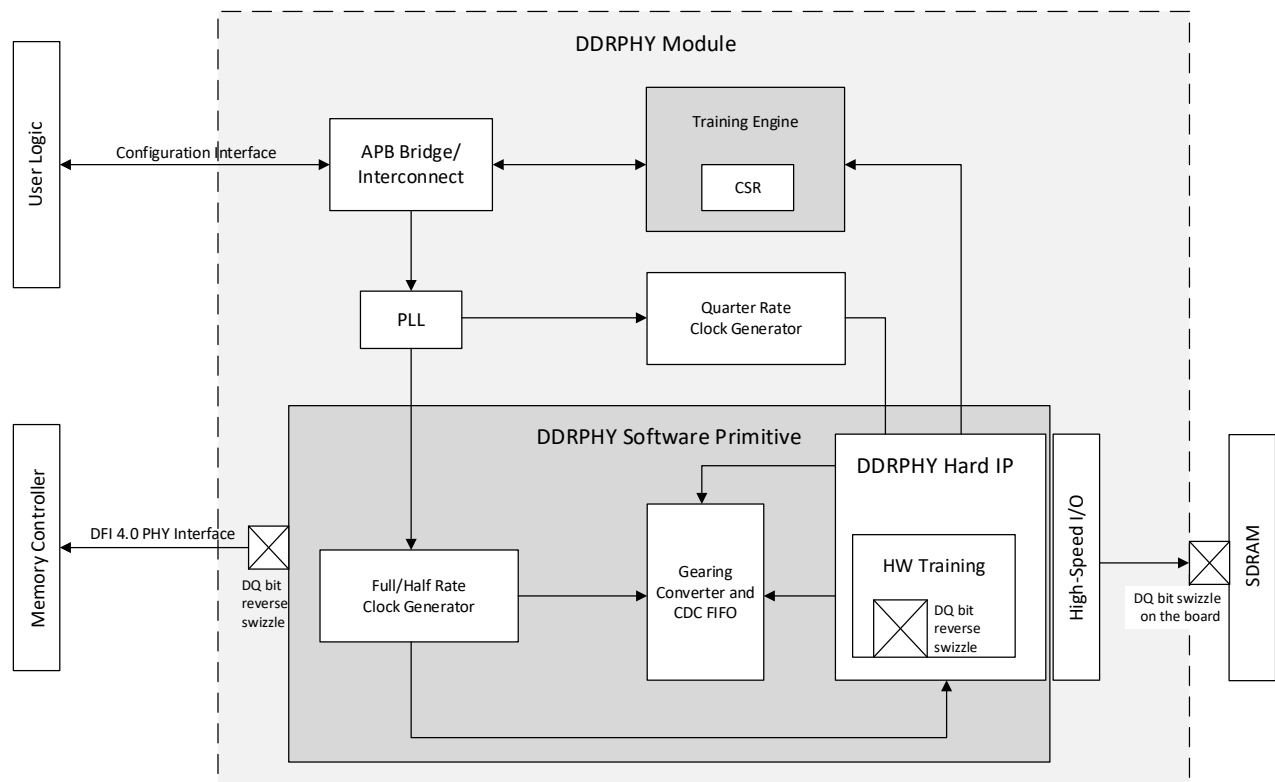 DDRPHY Module
User Logic
Configuration Interface
APB Bridge/
Interconnect
Training Engine
CSR
PLL
Quarter Rate
Clock Generator
DDRPHY Software Primitive
Memory Controller
DFI 4.0 PHY Interface
DQ bit
reverse
swizzle
Full/Half Rate
Clock Generator
Gearing
Converter and
CDC FIFO
DDRPHY Hard IP
HW Training
DQ bit
reverse
swizzle
High-Speed I/O
DQ bit swizzle
on the board
SDRAM